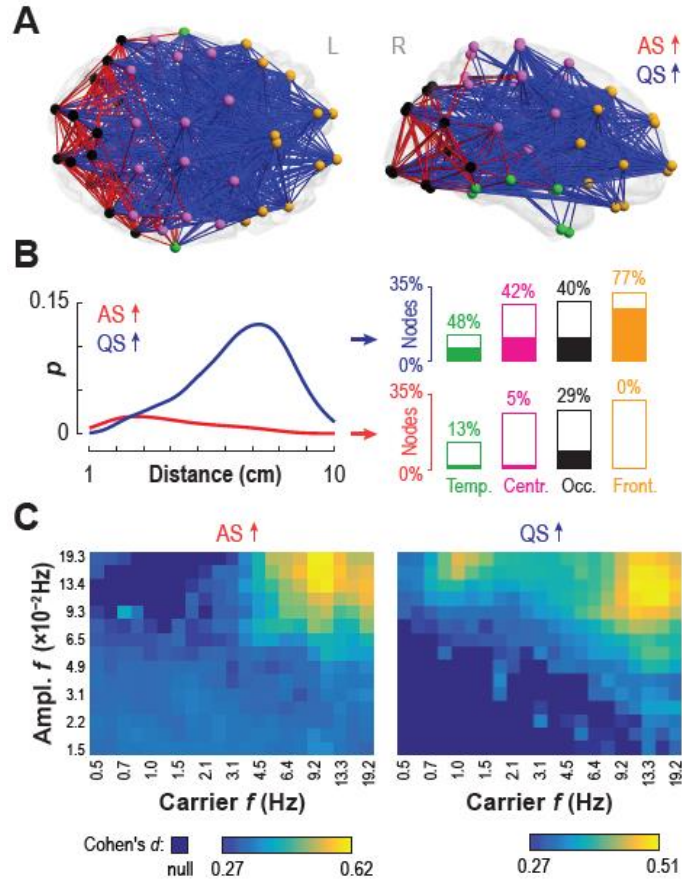 A
L
R
AS ↑
QS ↑
B
0.15
0
p
AS ↑
QS ↑
1
10
Distance (cm)
35%
0%
Nodes
48%
42%
40%
77%
35%
0%
Nodes
13%
5%
29%
0%
Temp. Centr. Occ. Front.
C
AS ↑
QS ↑
Ampl. f (×10⁻² Hz)
19.3
13.4
9.3
6.5
4.9
3.1
2.2
1.5
0.5 0.7 1.0 1.5 2.1 3.1 4.5 6.4 9.2 13.3 19.2
0.5 0.7 1.0 1.5 2.1 3.1 4.5 6.4 9.2 13.3 19.2
Carrier f (Hz)
Carrier f (Hz)
Cohen's d:
null
0.27 0.62
0.27 0.51